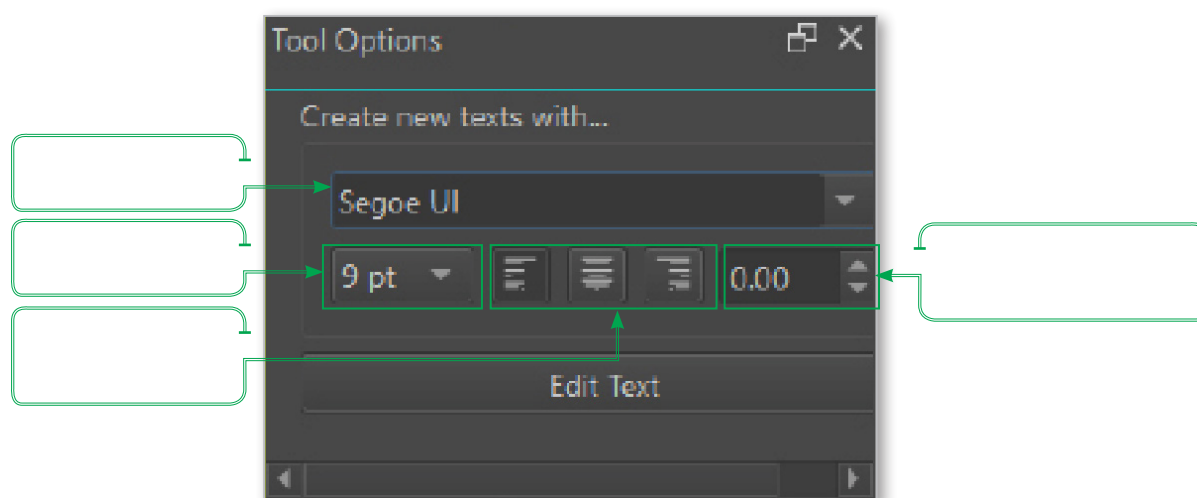 Tool Options
Create new texts with...
Segoe UI
9 pt 0.00
Edit Text